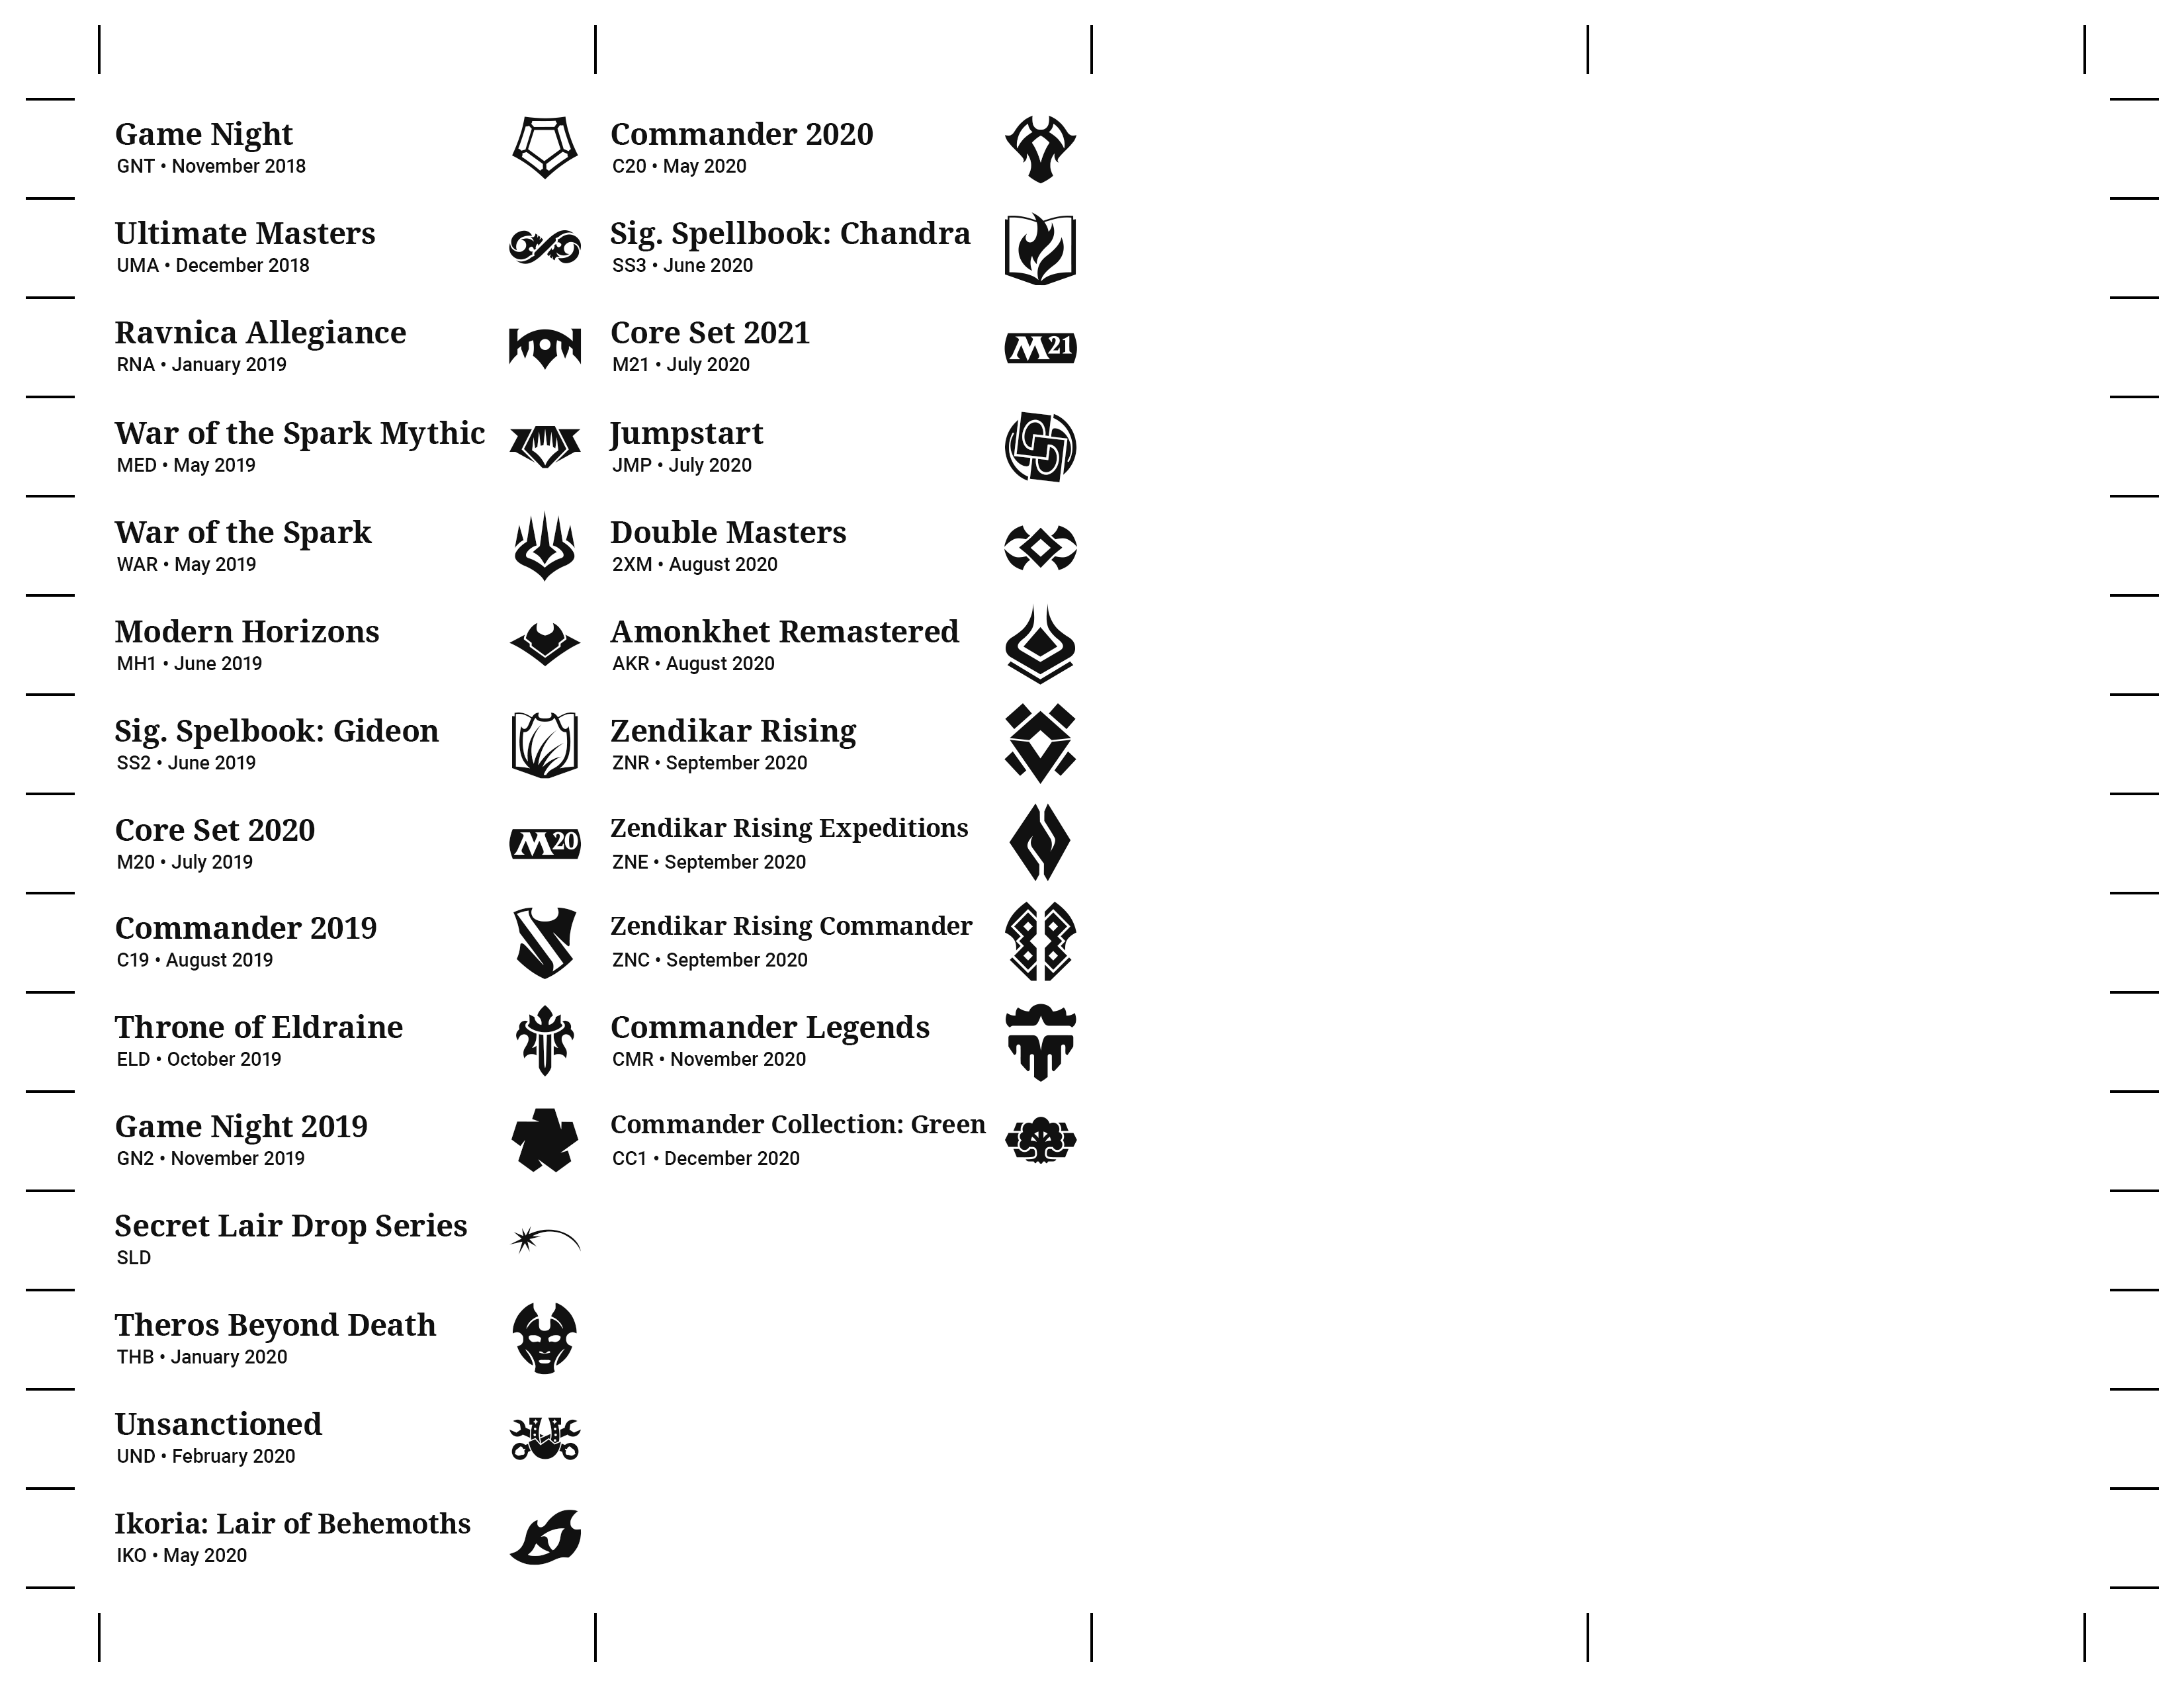 Game Night
GNT • November 2018
Ultimate Masters
UMA • December 2018
Ravnica Allegiance
RNA • January 2019
War of the Spark Mythic
MED • May 2019
War of the Spark
WAR • May 2019
Modern Horizons
MH1 • June 2019
Sig. Spelbook: Gideon
SS2 • June 2019
Core Set 2020
M20 • July 2019
M20
Commander 2019
C19 • August 2019
Throne of Eldraine
ELD • October 2019
Game Night 2019
GN2 • November 2019
Secret Lair Drop Series
SLD
Theros Beyond Death
THB • January 2020
Unsanctioned
UND • February 2020
Ikoria: Lair of Behemoths
IKO • May 2020
Commander 2020
C20 • May 2020
Sig. Spellbook: Chandra
SS3 • June 2020
Core Set 2021
M21 • July 2020
M21
Jumpstart
JMP • July 2020
Double Masters
2XM • August 2020
Amonkhet Remastered
AKR • August 2020
Zendikar Rising
ZNR • September 2020
Zendikar Rising Expeditions
ZNE • September 2020
Zendikar Rising Commander
ZNC • September 2020
Commander Legends
CMR • November 2020
Commander Collection: Green
CC1 • December 2020